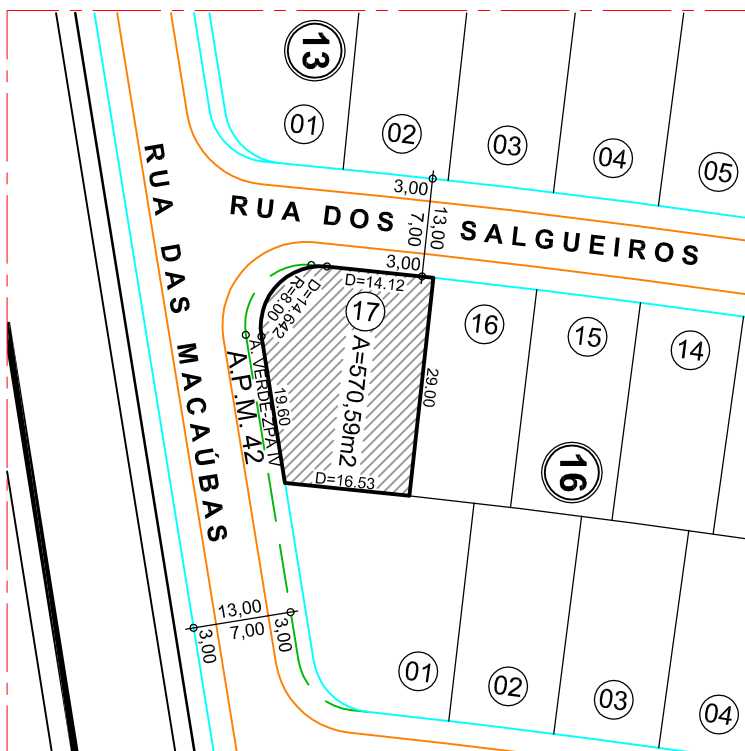 13
01
02
03
04
05
3,00
13,00
7,00
3,00
RUA DOS SALGUEIROS
RUA DAS MACAÚBAS
D=14.12
D=14.642
R=8.00
17
A=570,59m2
29.00
19.60
D=16.53
A. VERDE-ZPA IV
A.P.M. 42
16
15
14
16
13,00
7,00
3,00
3,00
01
02
03
04